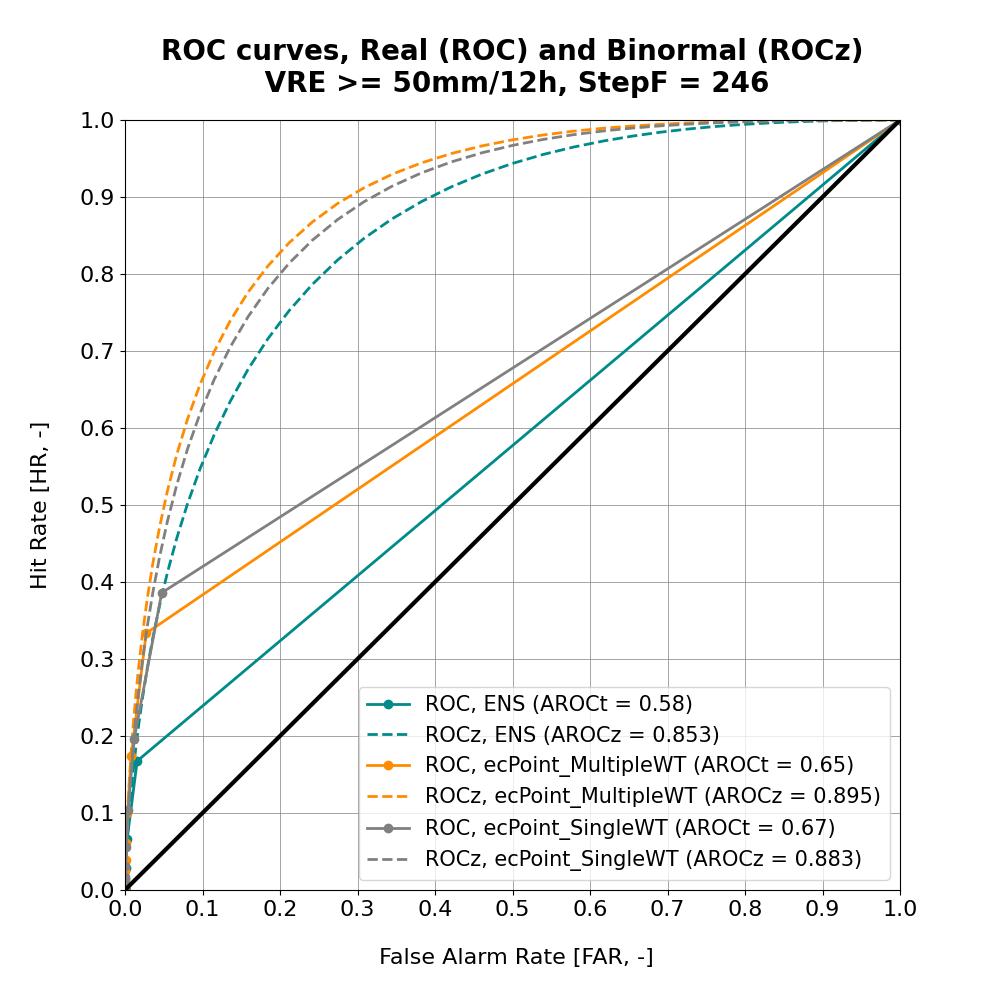 ROC curves, Real (ROC) and Binormal (ROCz)
VRE >= 50mm/12h, StepF = 246
1.0
0.9
0.8
0.7
0.6
0.5
0.4
0.3
0.2
0.1
0.0
Hit Rate [HR, -]
ROC, ENS (AROCt = 0.58)
ROCz, ENS (AROCz = 0.853)
ROC, ecPoint_MultipleWT (AROCt = 0.65)
ROCz, ecPoint_MultipleWT (AROCz = 0.895)
ROC, ecPoint_SingleWT (AROCt = 0.67)
ROCz, ecPoint_SingleWT (AROCz = 0.883)
0.0 0.1 0.2 0.3 0.4 0.5 0.6 0.7 0.8 0.9 1.0
False Alarm Rate [FAR, -]